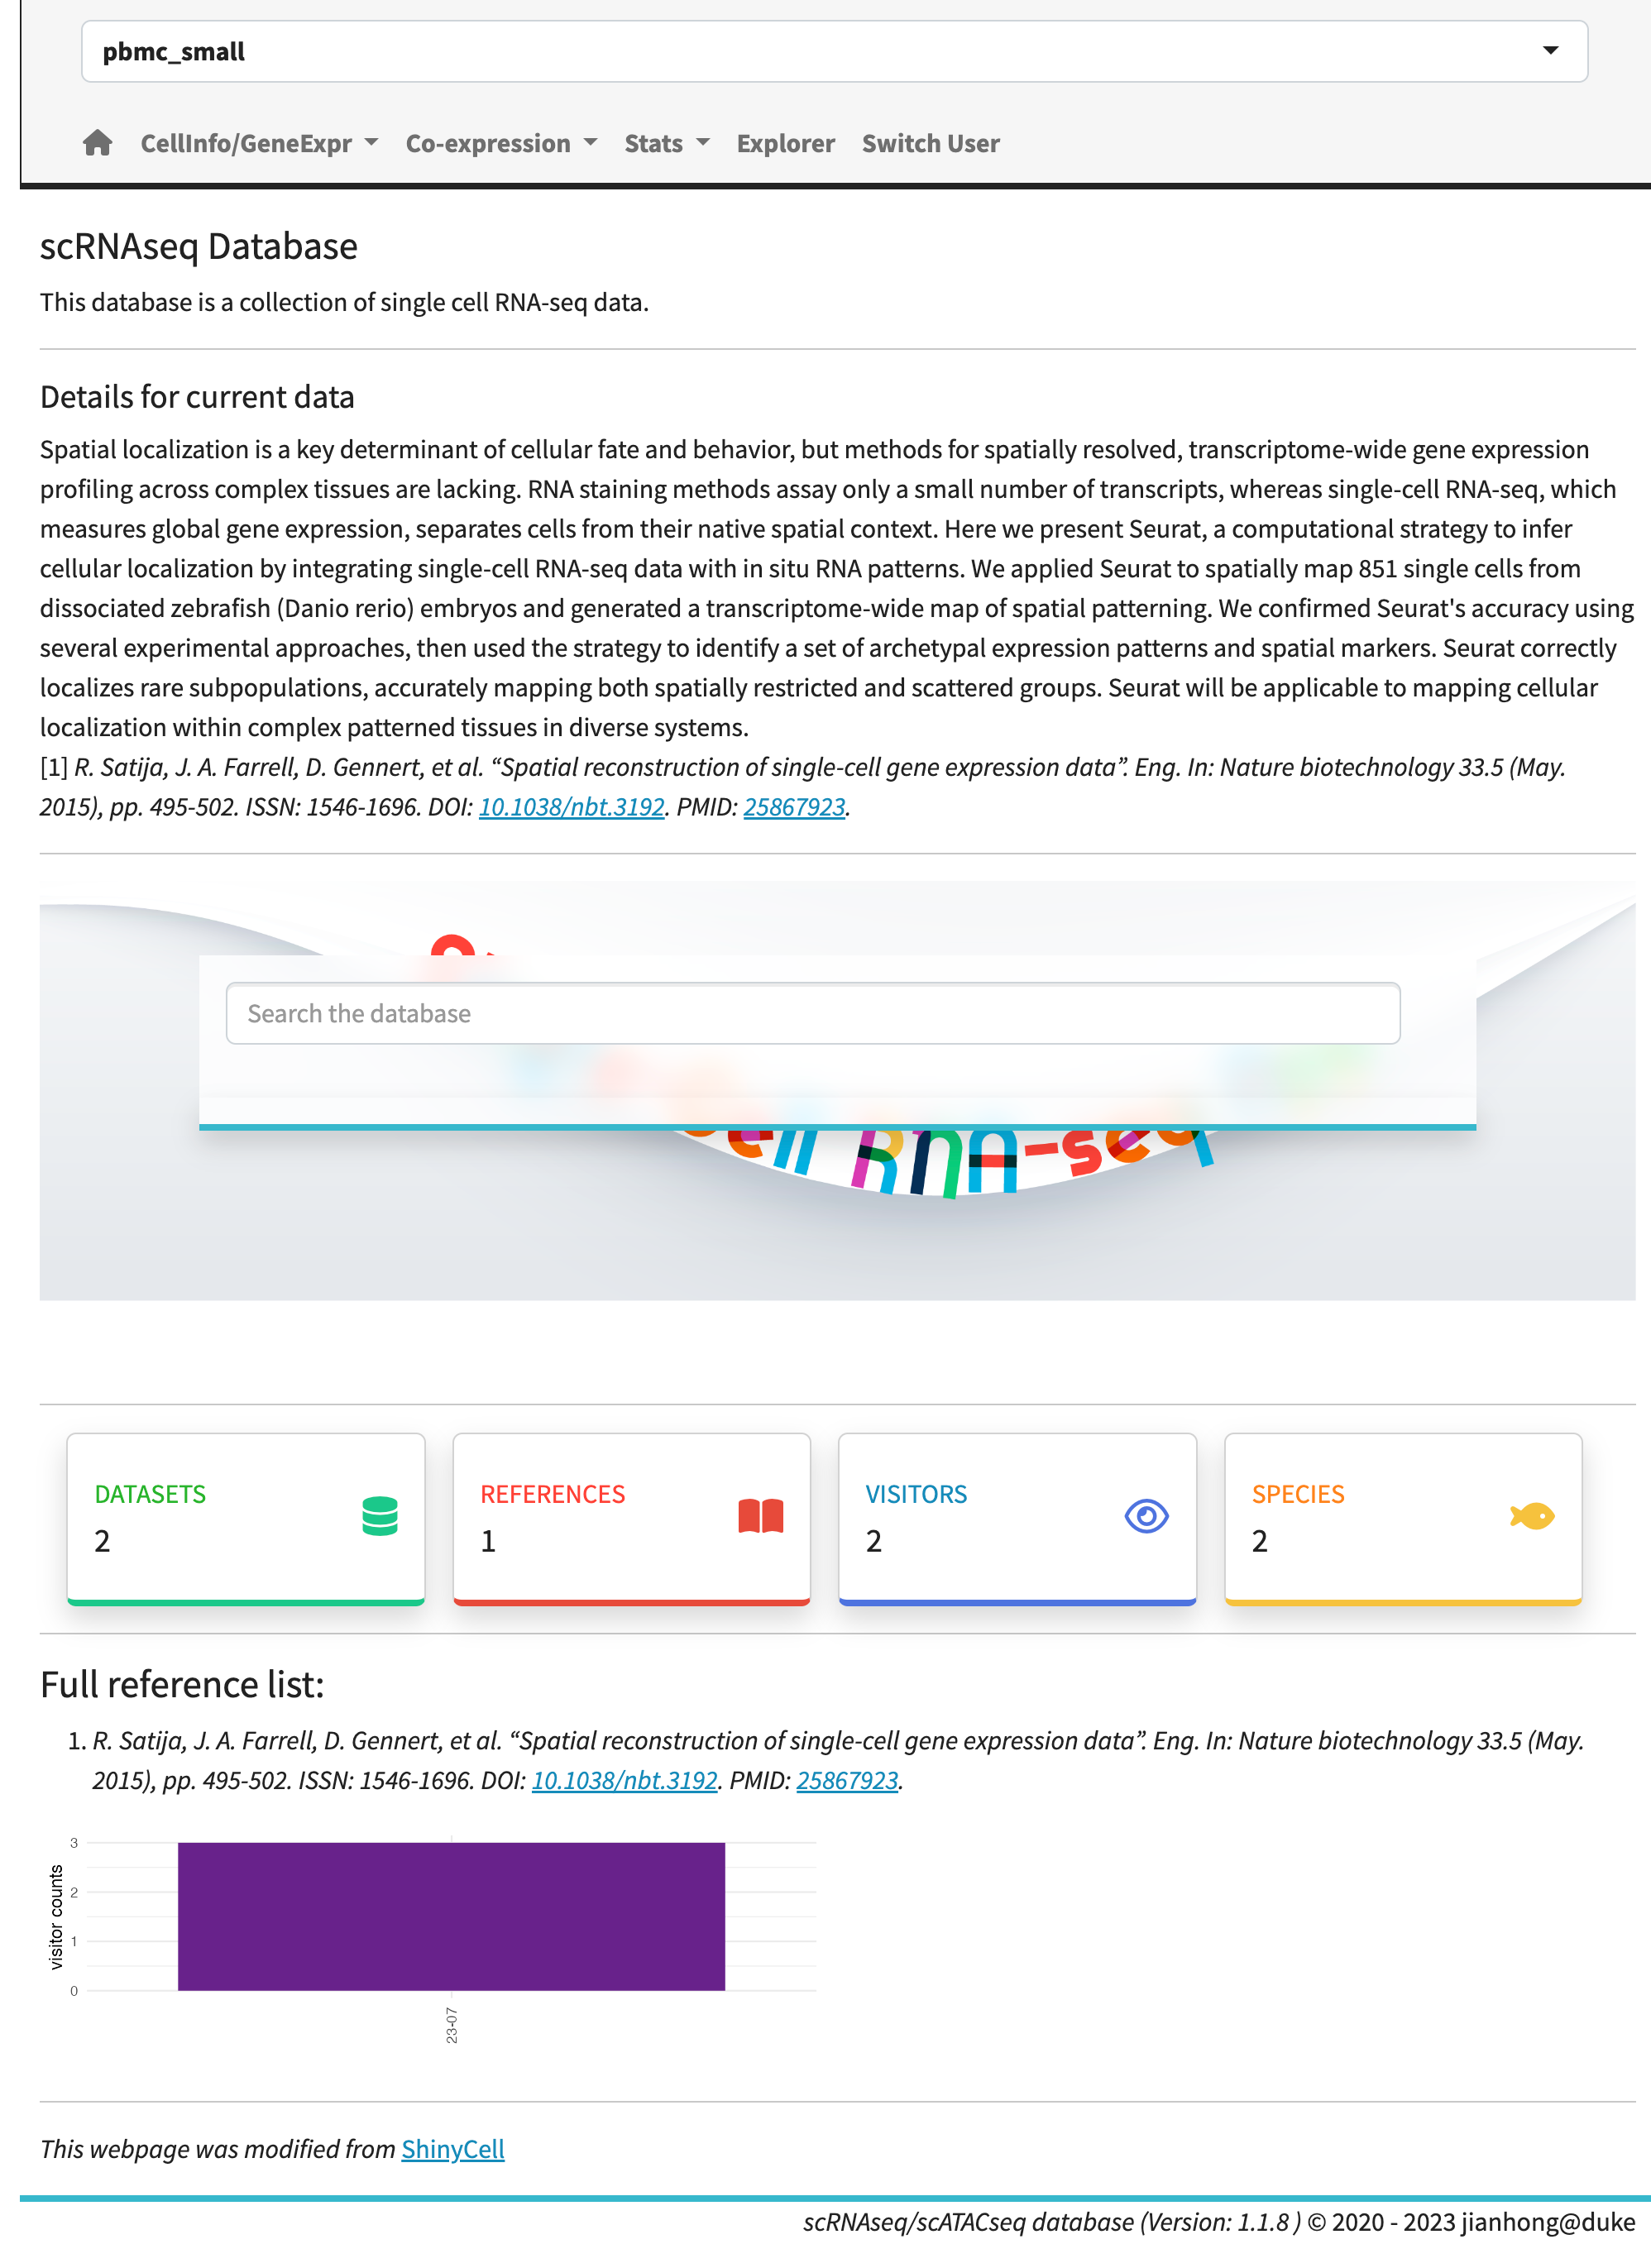 pbmc_small
CellInfo/GeneExpr Co-expression Stats Explorer Switch User
scRNAseq Database
This database is a collection of single cell RNA-seq data.
Details for current data
Spatial localization is a key determinant of cellular fate and behavior, but methods for spatially resolved, transcriptome-wide gene expression
profiling across complex tissues are lacking. RNA staining methods assay only a small number of transcripts, whereas single-cell RNA-seq, which
measures global gene expression, separates cells from their native spatial context. Here we present Seurat, a computational strategy to infer
cellular localization by integrating single-cell RNA-seq data with in situ RNA patterns. We applied Seurat to spatially map 851 single cells from
dissociated zebrafish (Danio rerio) embryos and generated a transcriptome-wide map of spatial patterning. We confirmed Seurat's accuracy using
several experimental approaches, then used the strategy to identify a set of archetypal expression patterns and spatial markers. Seurat correctly
localizes rare subpopulations, accurately mapping both spatially restricted and scattered groups. Seurat will be applicable to mapping cellular
localization within complex patterned tissues in diverse systems.
[1] R. Satija, J. A. Farrell, D. Gennert, et al. “Spatial reconstruction of single-cell gene expression data”. Eng. In: Nature biotechnology 33.5 (May.
2015), pp. 495-502. ISSN: 1546-1696. DOI: 10.1038/nbt.3192. PMID: 25867923.
Search the database
cell RnA-seq
DATASETS
2
REFERENCES
1
VISITORS
2
SPECIES
2
Full reference list:
1. R. Satija, J. A. Farrell, D. Gennert, et al. “Spatial reconstruction of single-cell gene expression data”. Eng. In: Nature biotechnology 33.5 (May.
2015), pp. 495-502. ISSN: 1546-1696. DOI: 10.1038/nbt.3192. PMID: 25867923.
visitor counts
3
2
1
0
23-07
This webpage was modified from ShinyCell
scRNAseq/scATACseq database (Version: 1.1.8 ) © 2020 - 2023 jianhong@duke